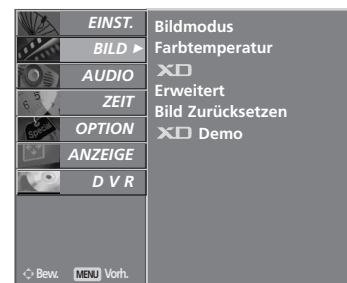 EINST.
BILD
AUDIO
ZEIT
OPTION
ANZEIGE
D V R
Bew. MENU Vorh.
Bildmodus
Farbtemperatur
XD
Erweitert
Bild Zurücksetzen
XD Demo